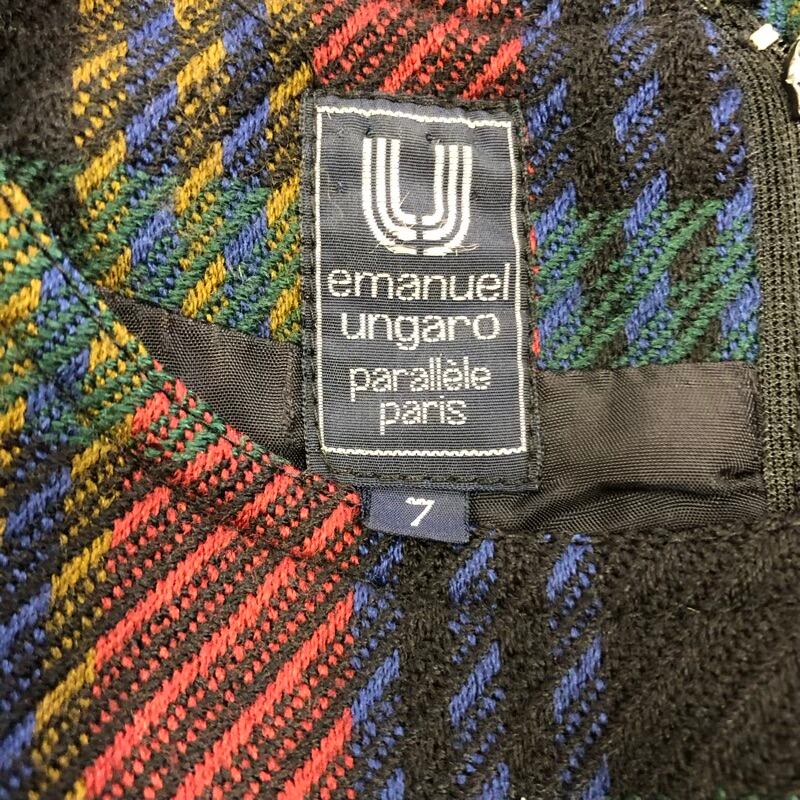 U
emanuel
ungaro
parallèle
paris
7